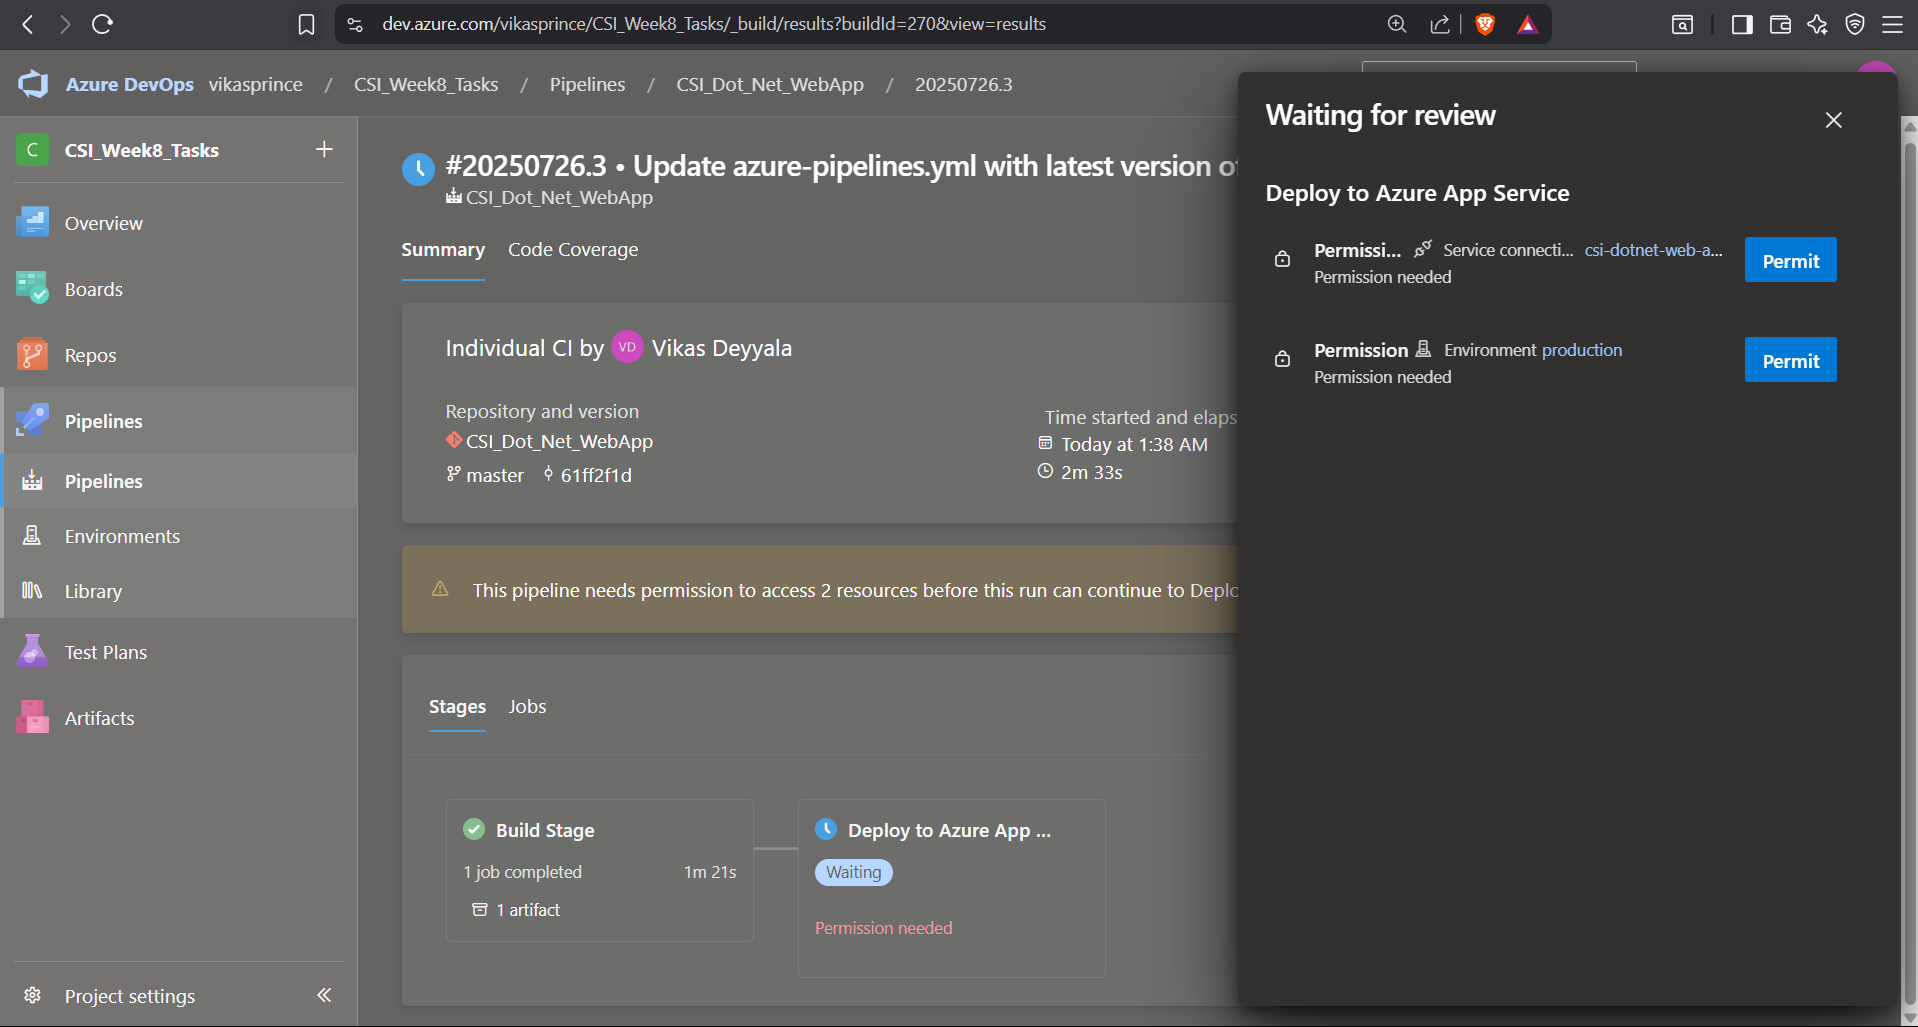 dev.azure.com/vikasprince/CSI_Week8_Tasks/_build/results?buildId=270&view=results
Azure DevOps vikasprince / CSI_Week8_Tasks / Pipelines / CSI_Dot_Net_WebApp / 20250726.3
C CSI_Week8_Tasks
Overview
Boards
Repos
Pipelines
Pipelines
Environments
Library
Test Plans
Artifacts
Project settings
#20250726.3 • Update azure-pipelines.yml with latest version of
CSI_Dot_Net_WebApp
Summary Code Coverage
Individual CI by VD Vikas Deyyala
Repository and version
CSI_Dot_Net_WebApp
master 61ff2f1d
Time started and elaps
Today at 1:38 AM
2m 33s
This pipeline needs permission to access 2 resources before this run can continue to Deplo
Stages Jobs
Build Stage
1 job completed 1m 21s
1 artifact
Deploy to Azure App ...
Waiting
Permission needed
Waiting for review
Deploy to Azure App Service
Permissi... Service connecti... csi-dotnet-web-a...
Permission needed
Permit
Permission Environment production
Permission needed
Permit